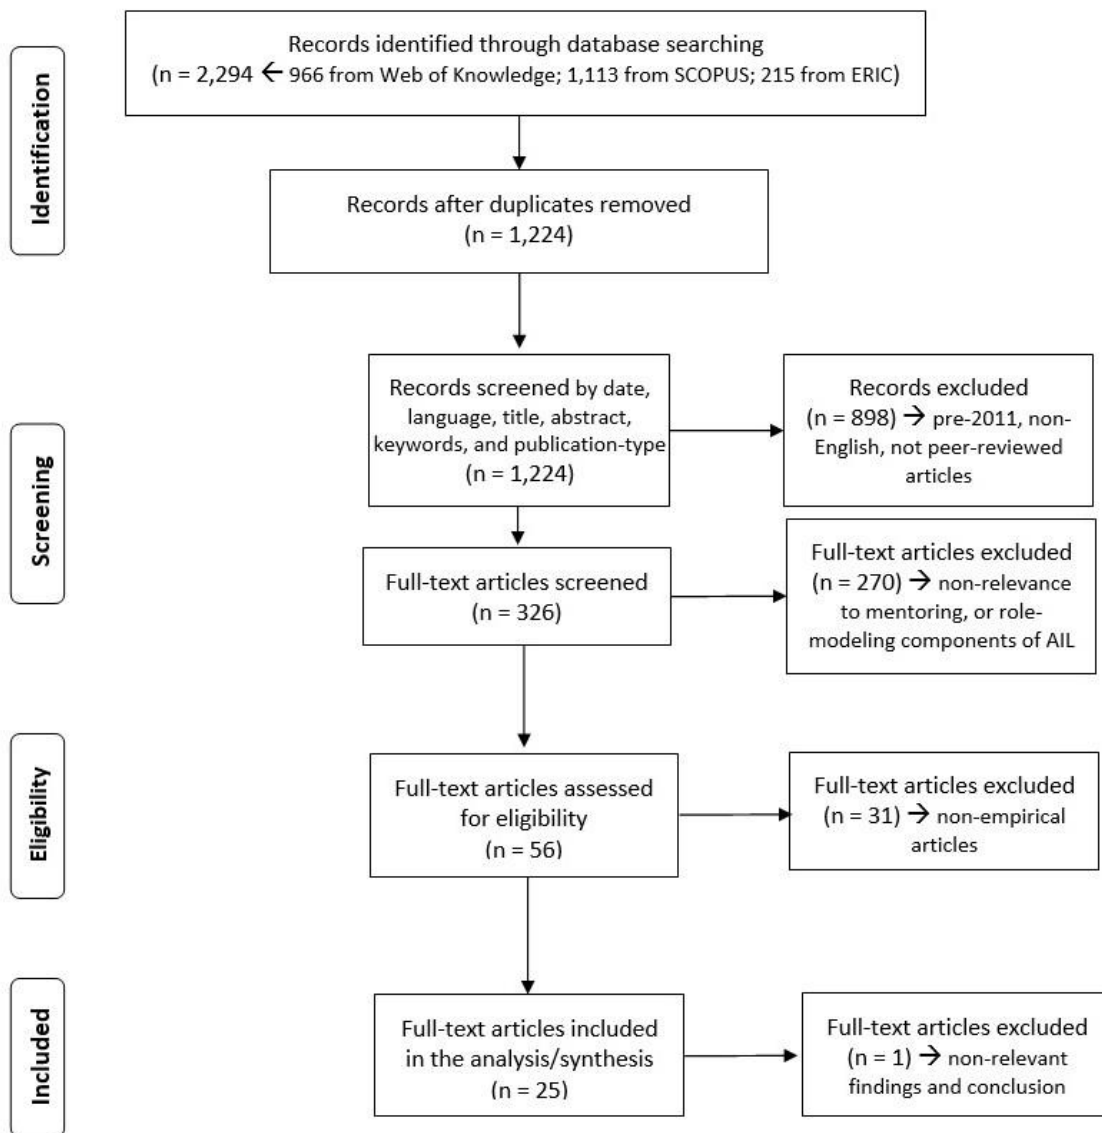 Identification
Records identified through database searching
(n = 2,294 ← 966 from Web of Knowledge; 1,113 from SCOPUS; 215 from ERIC)
Records after duplicates removed
(n = 1,224)
Screening
Records screened by date,
language, title, abstract,
keywords, and publication-type
(n = 1,224)
Records excluded
(n = 898) → pre-2011, non-
English, not peer-reviewed
articles
Full-text articles screened
(n = 326)
Full-text articles excluded
(n = 270) → non-relevance
to mentoring, or role-
modeling components of AIL
Eligibility
Full-text articles assessed
for eligibility
(n = 56)
Full-text articles excluded
(n = 31) → non-empirical
articles
Included
Full-text articles included
in the analysis/synthesis
(n = 25)
Full-text articles excluded
(n = 1) → non-relevant
findings and conclusion